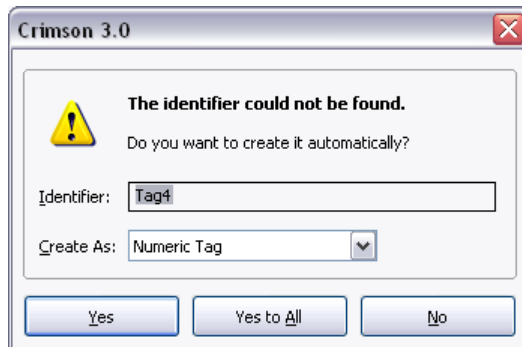 Crimson 3.0
The identifier could not be found.
Do you want to create it automatically?
Identifier: Tag4
Create As: Numeric Tag
Yes Yes to All No